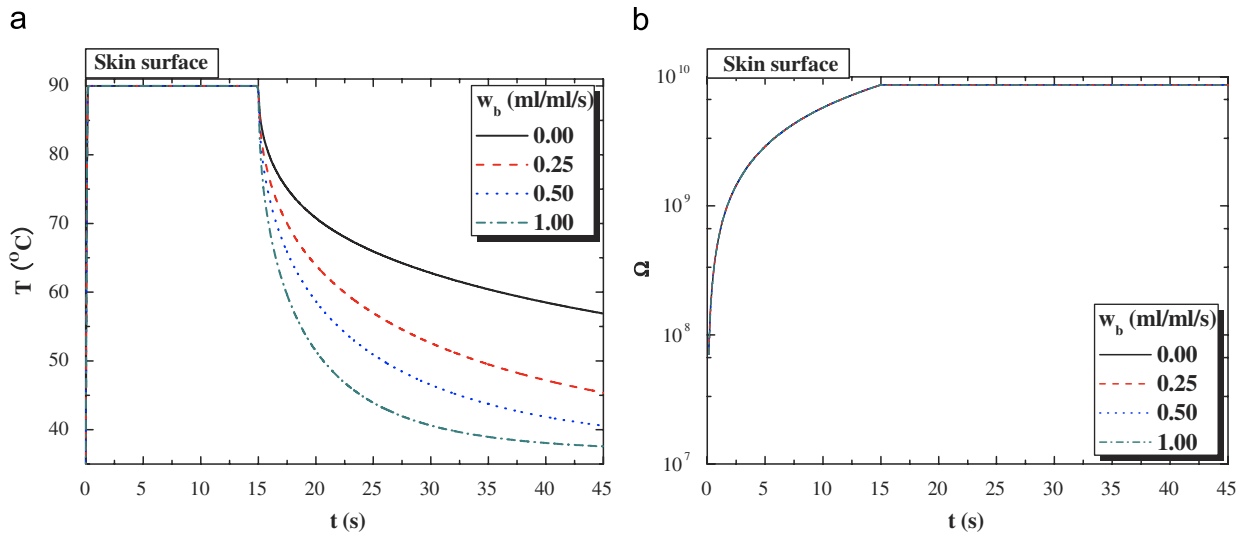 a
Skin surface
90
80
70
60
50
40
T (°C)
w_b (ml/ml/s)
0.00
0.25
0.50
1.00
0 5 10 15 20 25 30 35 40 45
t (s)
b
Skin surface
10^10
10^9
10^8
10^7
Ω
w_b (ml/ml/s)
0.00
0.25
0.50
1.00
0 5 10 15 20 25 30 35 40 45
t (s)